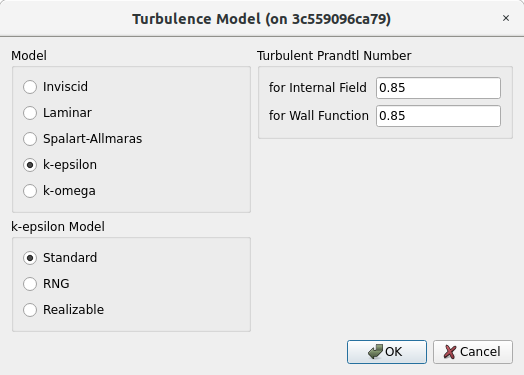 Turbulence Model (on 3c559096ca79)
×
Model
Inviscid
Laminar
Spalart-Allmaras
k-epsilon
k-omega
k-epsilon Model
Standard
RNG
Realizable
Turbulent Prandtl Number
for Internal Field 0.85
for Wall Function 0.85
OK
Cancel